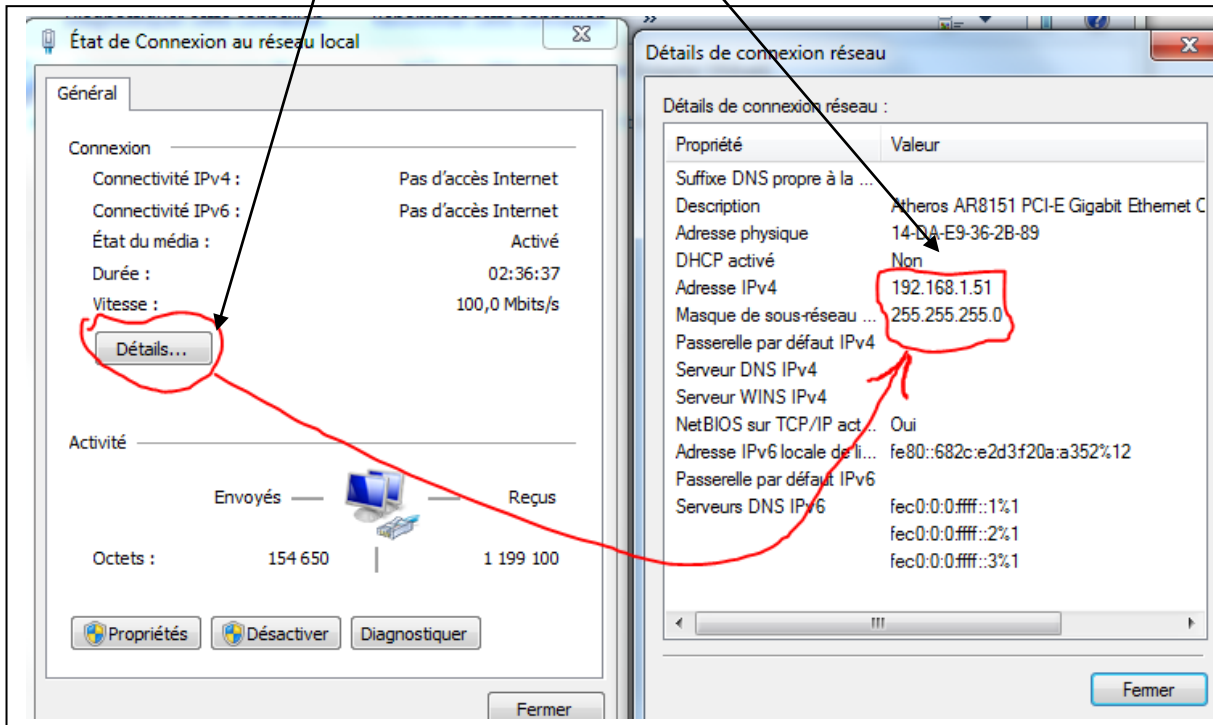 État de Connexion au réseau local
Général
Connexion
Connectivité IPv4 : Pas d'accès Internet
Connectivité IPv6 : Pas d'accès Internet
État du média : Activé
Durée : 02:36:37
Vitesse : 100,0 Mbits/s
Détails...
Activité
Envoyés Reçus
Octets : 154 650 1 199 100
Propriétés Désactiver Diagnostiquer
Fermer
Détails de connexion réseau
Détails de connexion réseau :
Propriété Valeur
Suffixe DNS propre à la ...
Description Atheros AR8151 PCI-E Gigabit Ethernet C
Adresse physique 14-DA-E9-36-2B-89
DHCP activé Non
Adresse IPv4 192.168.1.51
Masque de sous-réseau ... 255.255.255.0
Passerelle par défaut IPv4
Serveur DNS IPv4
Serveur WINS IPv4
NetBIOS sur TCP/IP act... Oui
Adresse IPv6 locale de li... fe80::682c:e2d3:f20a:a352%12
Passerelle par défaut IPv6
Serveurs DNS IPv6 fec0:0:0:ffff::1%1
fec0:0:0:ffff::2%1
fec0:0:0:ffff::3%1
Fermer